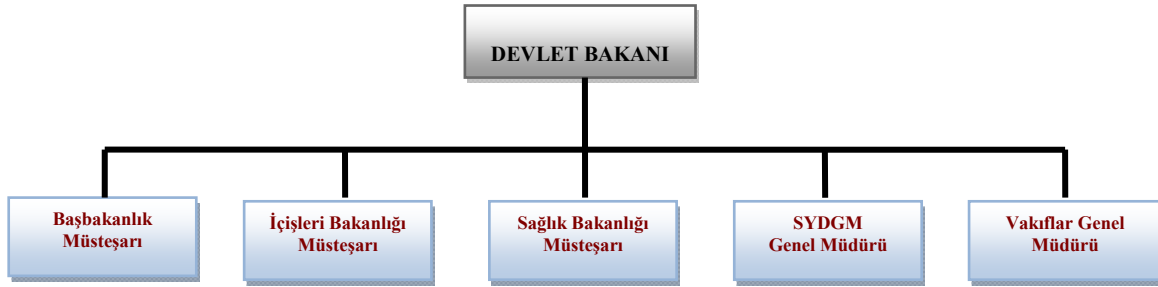 DEVLET BAKANI
Başbakanlık
Müsteşarı
İçişleri Bakanlığı
Müsteşarı
Sağlık Bakanlığı
Müsteşarı
SYDGM
Genel Müdürü
Vakıflar Genel
Müdürü